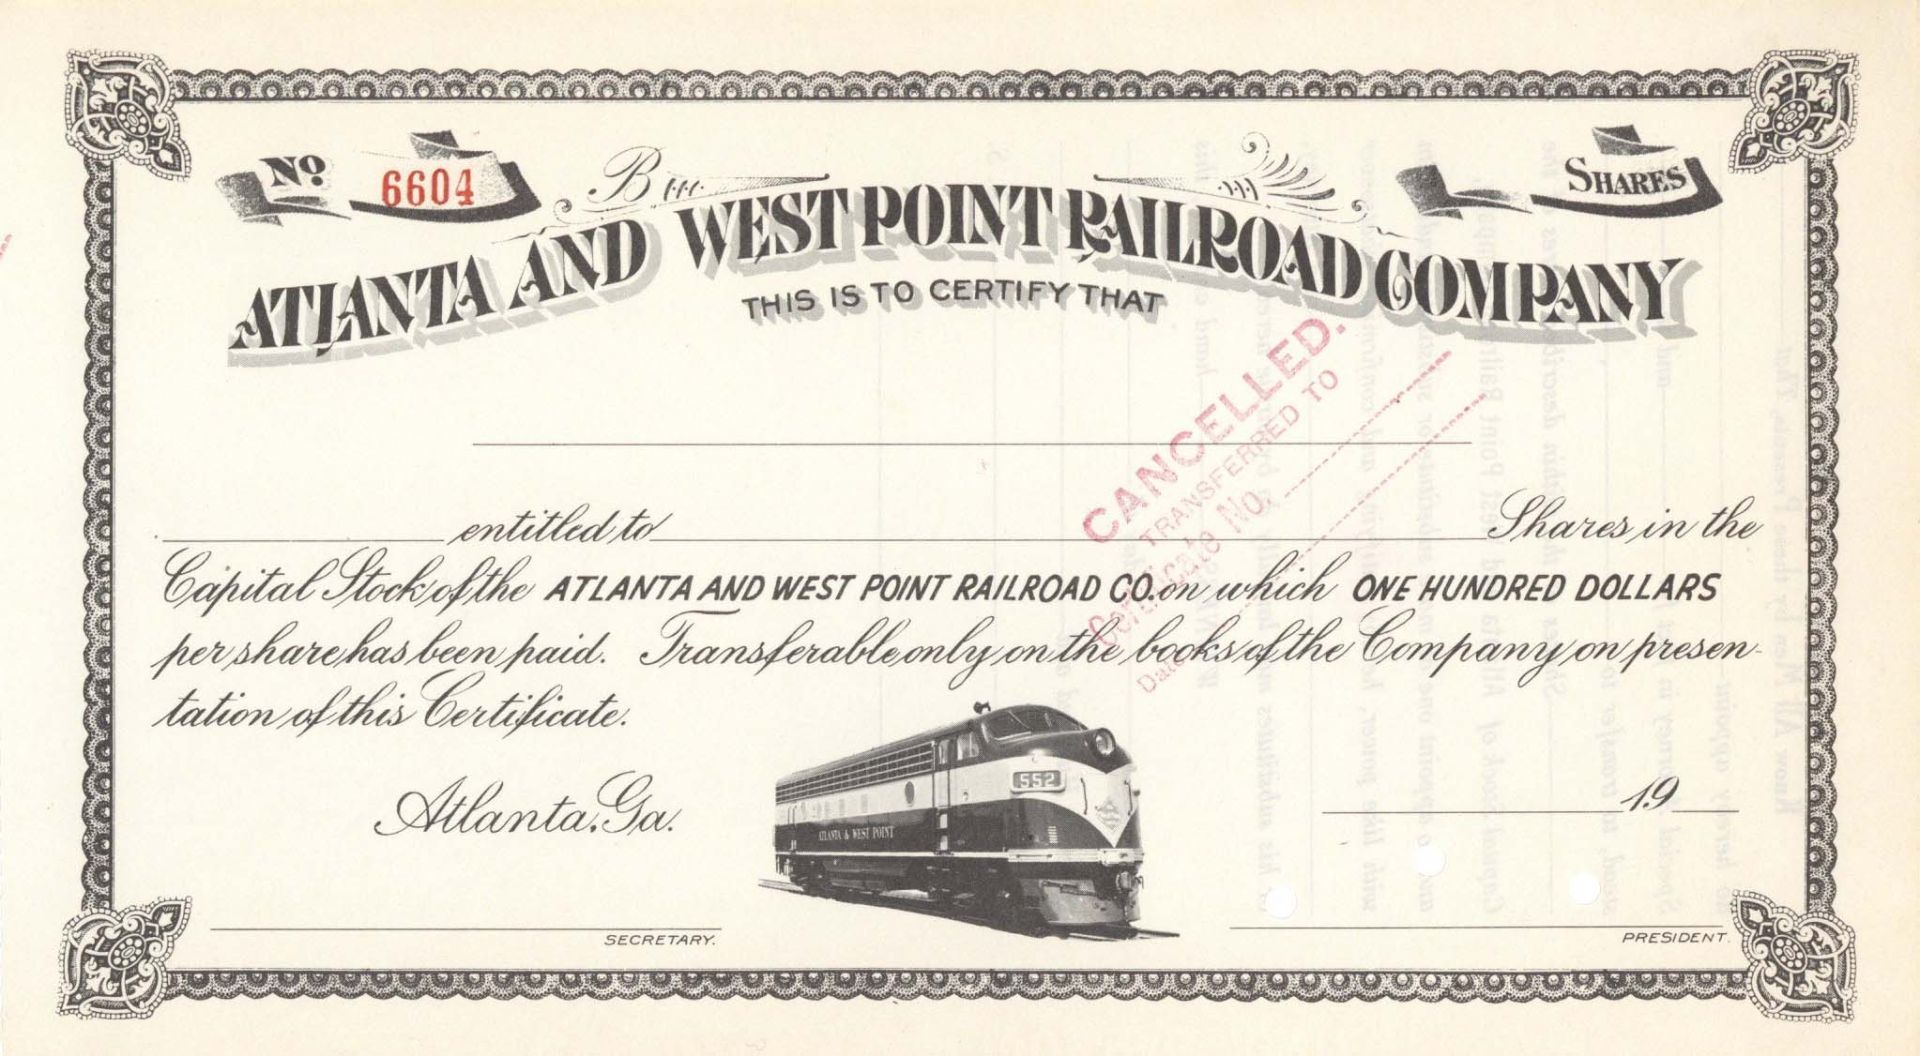 No. 6604
B
SHARES
ATLANTA AND WEST POINT RAILROAD COMPANY
THIS IS TO CERTIFY THAT
CANCELLED.
TRANSFERRED TO
Certificate No.
Date
entitled to Shares in the
Capital Stock of the ATLANTA AND WEST POINT RAILROAD CO. on which ONE HUNDRED DOLLARS
per share has been paid. Transferable only on the books of the Company on presen-
tation of this Certificate.
552
ATLANTA & WEST POINT
Atlanta, Ga.
19
SECRETARY.
PRESIDENT.